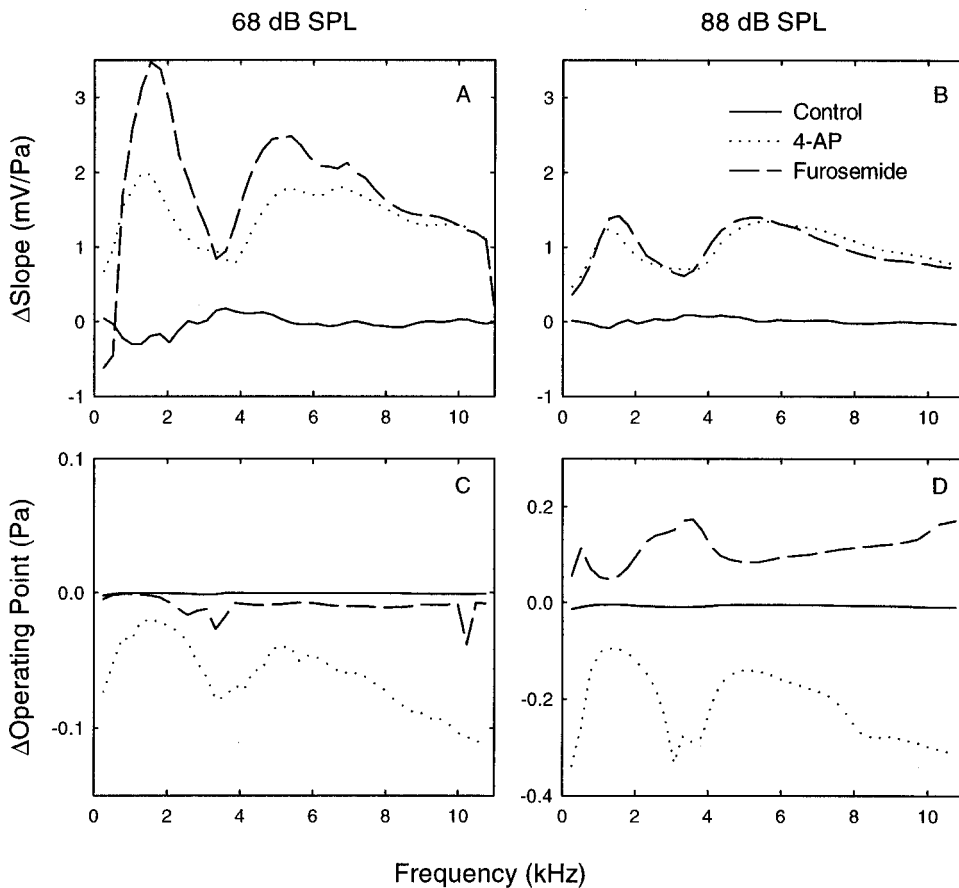 68 dB SPL
88 dB SPL
A
B
Control
4-AP
Furosemide
3
2
1
0
-1
3
2
1
0
-1
0 2 4 6 8 10
0 2 4 6 8 10
ΔSlope (mV/Pa)
C
D
0.1
0.0
-0.1
0.2
0.0
-0.2
-0.4
0 2 4 6 8 10
0 2 4 6 8 10
ΔOperating Point (Pa)
Frequency (kHz)